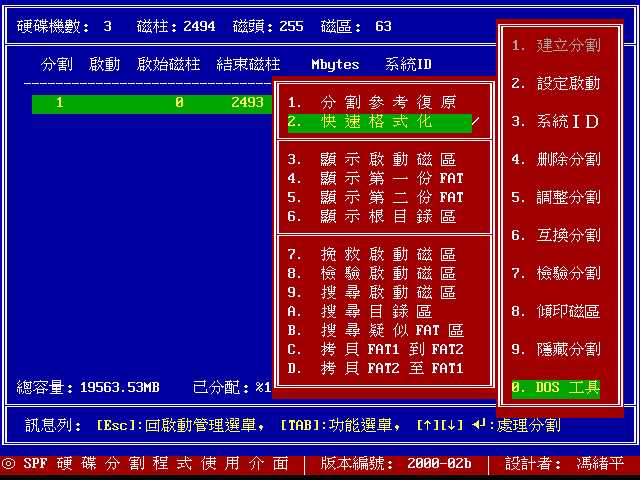 硬碟機數: 3 磁柱:2494 磁頭:255 磁區: 63
分割 啟動 啟始磁柱 結束磁柱 Mbytes 系統ID
1 0 2493
1. 分割參考復原
2. 快速格式化
3. 顯示啟動磁區
4. 顯示第一份 FAT
5. 顯示第二份 FAT
6. 顯示根目錄區
7. 挽救啟動磁區
8. 檢驗啟動磁區
9. 搜尋啟動磁區
A. 搜尋目錄區
B. 搜尋疑似 FAT 區
C. 拷貝 FAT1 到 FAT2
D. 拷貝 FAT2 至 FAT1
1. 建立分割
2. 設定啟動
3. 系統ＩＤ
4. 刪除分割
5. 調整分割
6. 互換分割
7. 檢驗分割
8. 傾印磁區
9. 隱藏分割
0. DOS 工具
總容量:19563.53MB 已分配:%1
訊息列: [Esc]:回啟動管理選單, [TAB]:功能選單, [↑][↓] ↵:處理分割
◎ SPF 硬碟分割程式使用介面 │ 版本編號: 2000-02b │ 設計者: 馮緒平